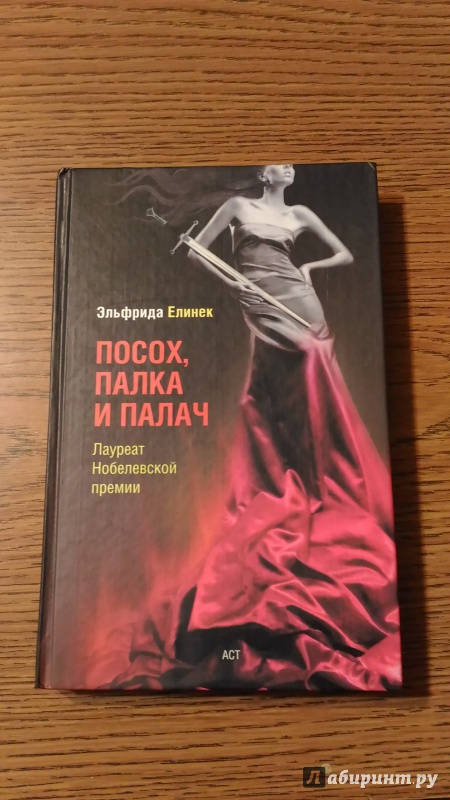 Эльфрида Елинек
ПОСОХ,
ПАЛКА
И ПАЛАЧ
Лауреат
Нобелевской
премии
АСТ
Лабиринт.ру